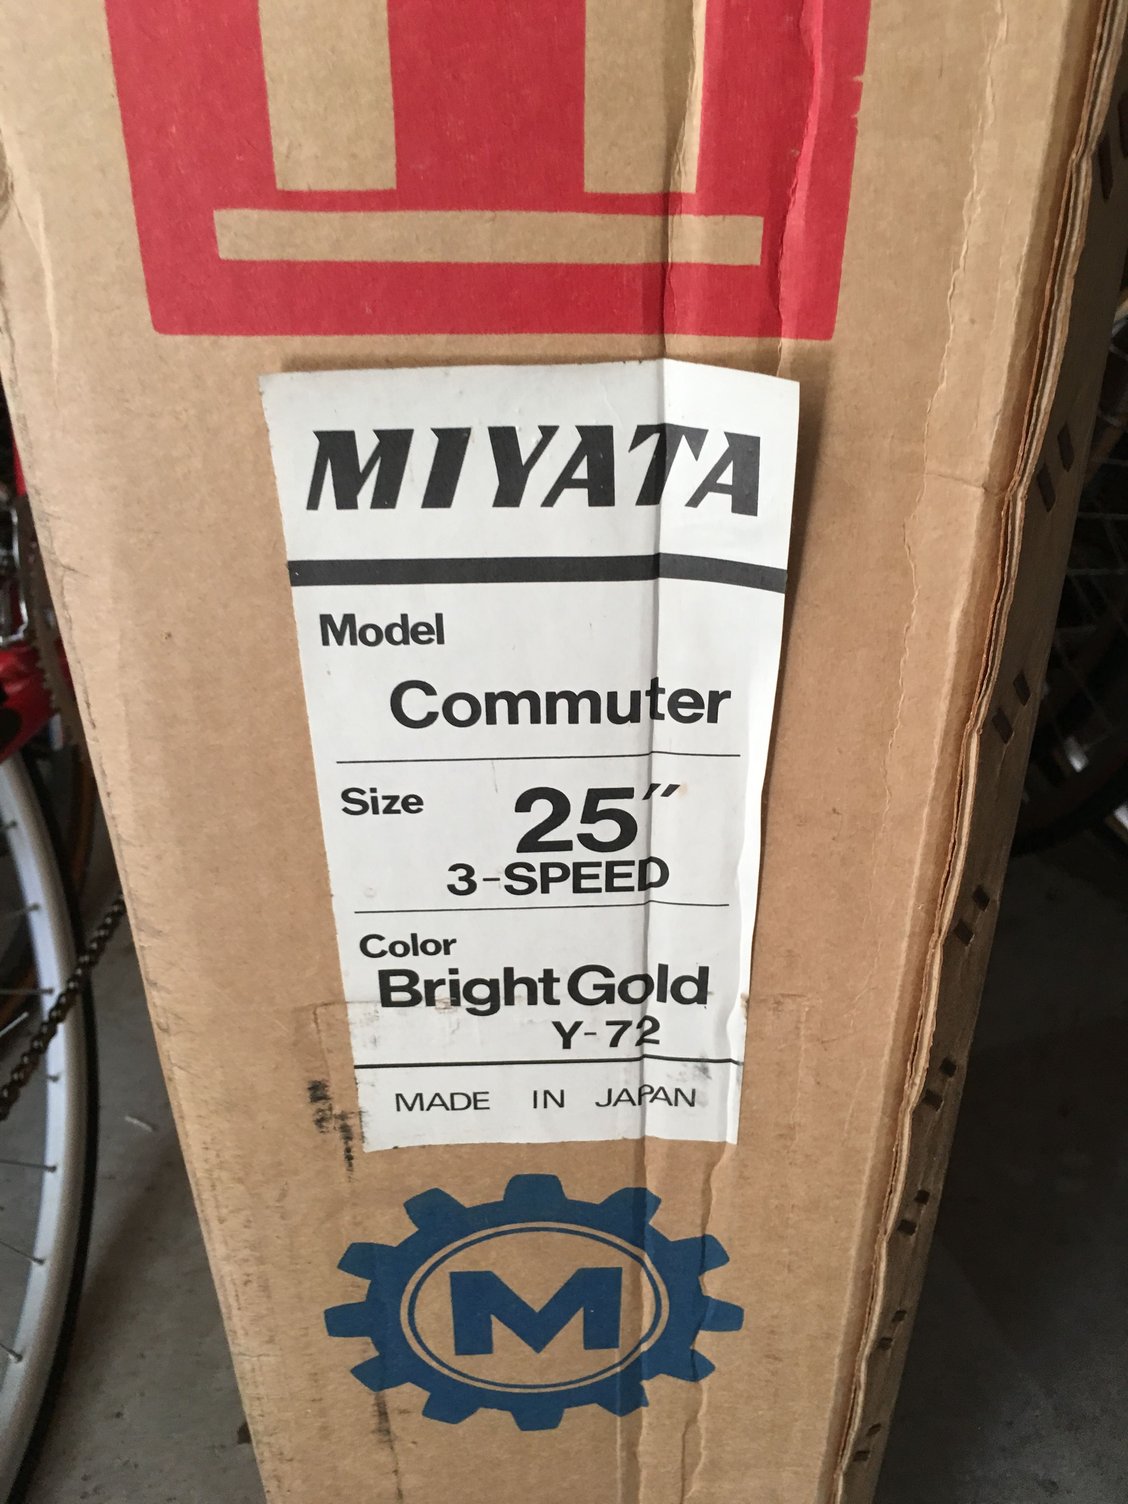 MIYATA
Model
Commuter
Size 25″
3-SPEED
Color
Bright Gold
Y-72
MADE IN JAPAN
M